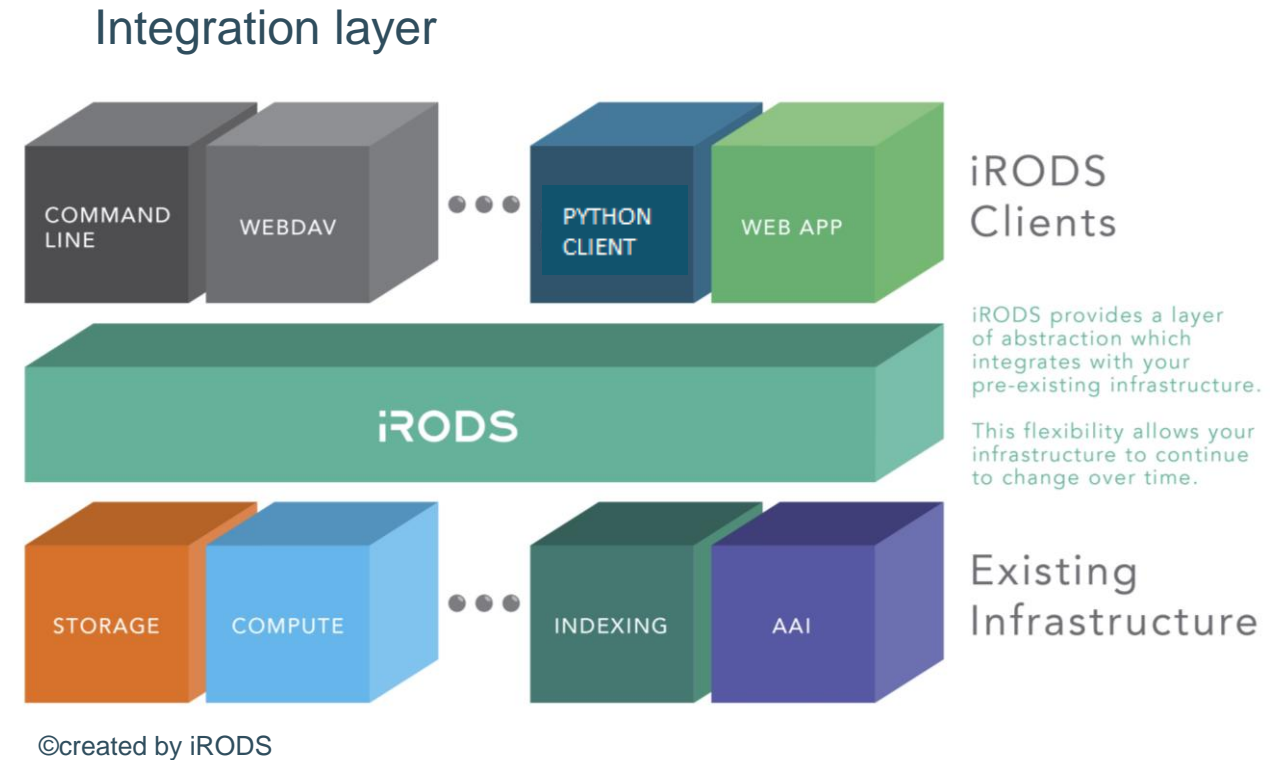 Integration layer
COMMAND
LINE
WEBDAV
PYTHON
CLIENT
WEB APP
iRODS
Clients
iRODS provides a layer
of abstraction which
integrates with your
pre-existing infrastructure.
This flexibility allows your
infrastructure to continue
to change over time.
iRODS
STORAGE
COMPUTE
INDEXING
AAI
Existing
Infrastructure
©created by iRODS